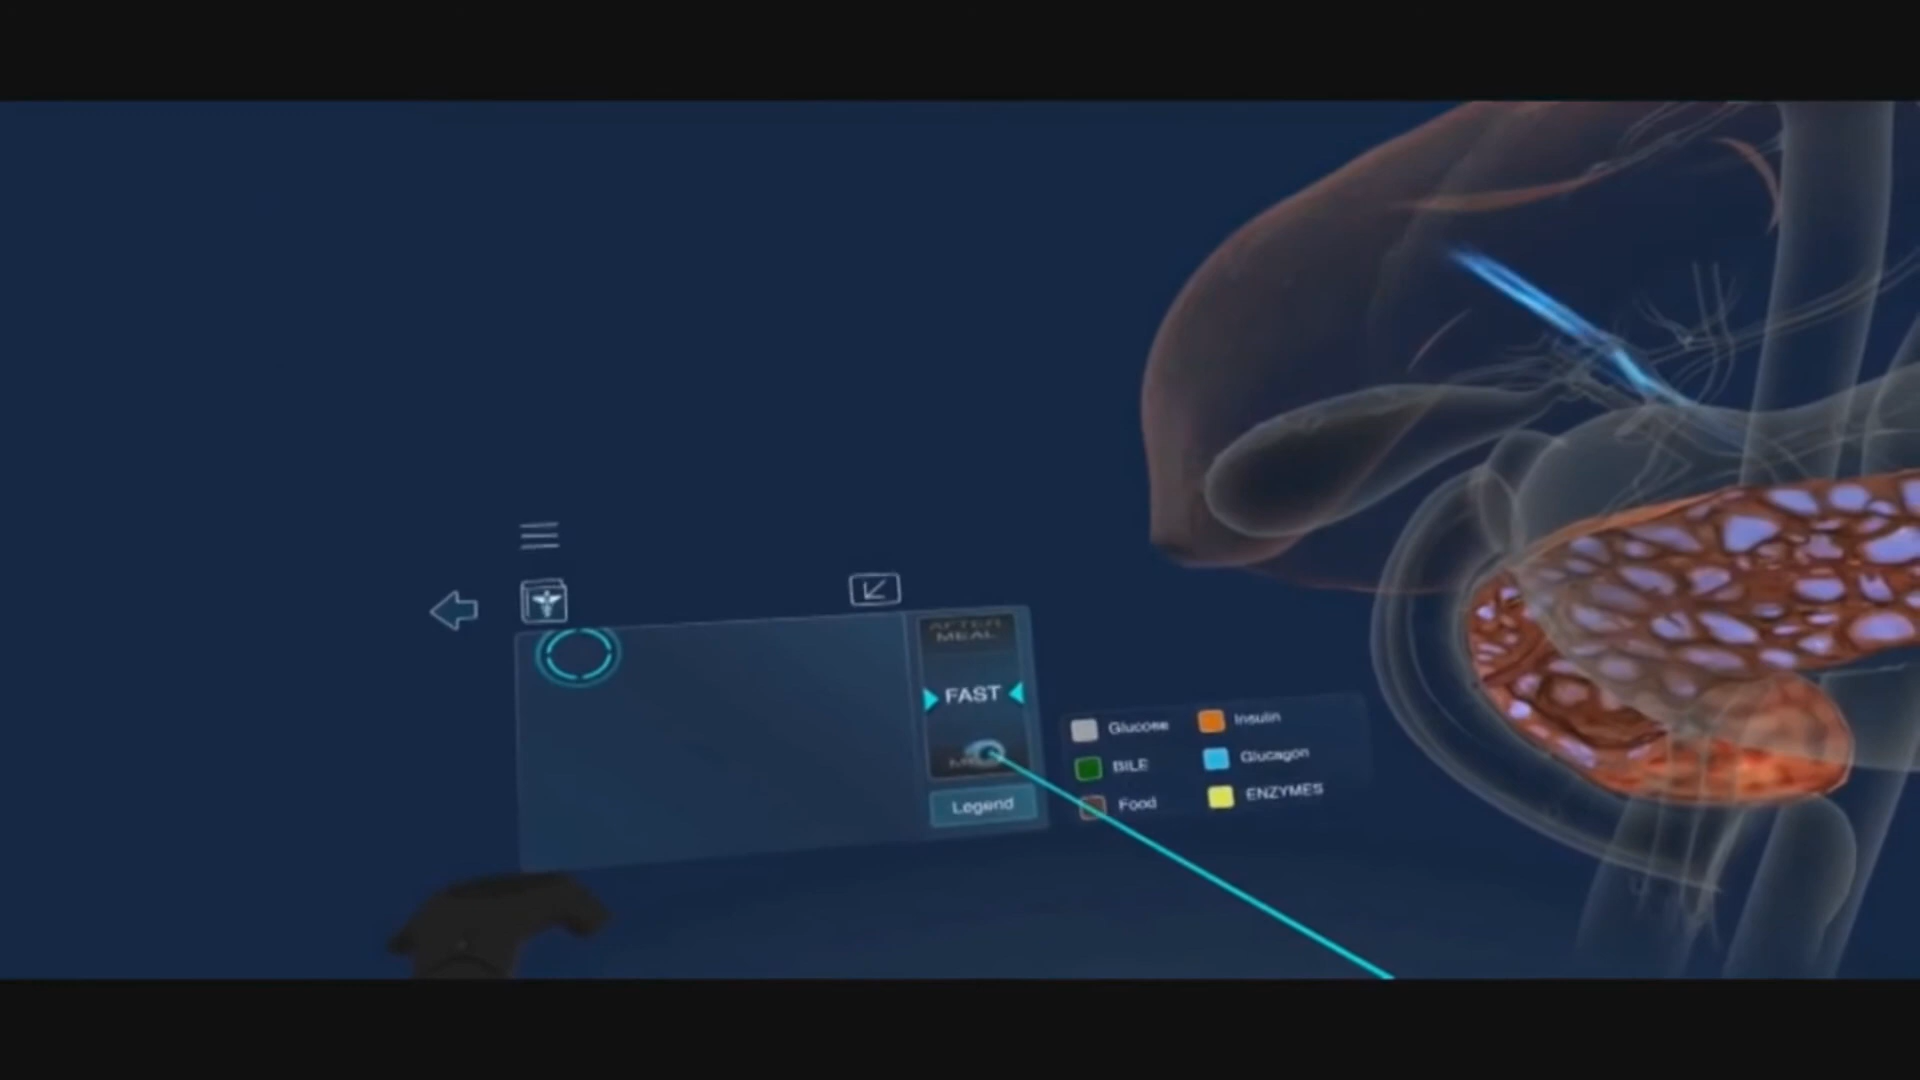 AFTER
MEAL
FAST
Legend
Glucose
Insulin
BILE
Glucagon
Food
ENZYMES